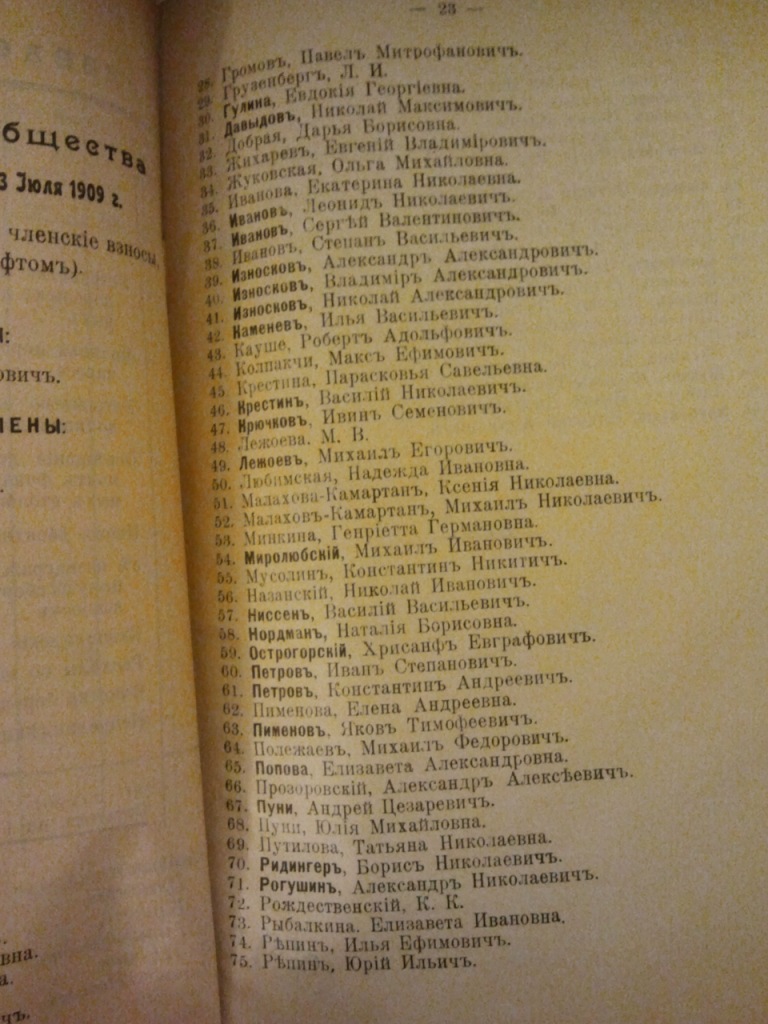 бщества
3 Іюля 1909 г.
членскіе взносы,
фтомъ).
овичъ.
ЛЕНЫ:
вна.
а.
— 23 —
28. Громовъ, Павелъ Митрофановичъ.
29. Грузенбергъ, Л. И.
30. Гулина, Евдокія Георгіевна.
31. Давыдовъ, Николай Максимовичъ.
32. Добрая, Дарья Борисовна.
33. Жихаревъ, Евгеній Владиміровичъ.
34. Жуковская, Ольга Михайловна.
35. Иванова, Екатерина Николаевна.
36. Ивановъ, Леонидъ Николаевичъ.
37. Ивановъ, Сергѣй Валентиновичъ.
38. Ивановъ, Степанъ Васильевичъ.
39. Износковъ, Александръ Александровичъ.
40. Износковъ, Владиміръ Александровичъ.
41. Износковъ, Николай Александровичъ.
42. Каменевъ, Илья Васильевичъ.
43. Кауше, Робертъ Адольфовичъ.
44. Колпакчи, Максъ Ефимовичъ.
45. Крестина, Парасковья Савельевна.
46. Крестинъ, Василій Николаевичъ.
47. Крючковъ, Ивинъ Семеновичъ.
48. Лежоева. М. В.
49. Лежоевъ, Михаилъ Егоровичъ.
50. Любимская, Надежда Ивановна.
51. Малахова-Камартанъ, Ксенія Николаевна.
52. Малаховъ-Камартанъ, Михаилъ Николаевичъ.
53. Минкина, Генріетта Германовна.
54. Миролюбскій, Михаилъ Ивановичъ.
55. Мусолинъ, Константинъ Никитичъ.
56. Назанскій, Николай Ивановичъ.
57. Ниссенъ, Василій Васильевичъ.
58. Нордманъ, Наталія Борисовна.
59. Острогорскій, Хрисанфъ Евграфовичъ.
60. Петровъ, Иванъ Степановичъ.
61. Петровъ, Константинъ Андреевичъ.
62. Пименова, Елена Андреевна.
63. Пименовъ, Яковъ Тимофеевичъ.
64. Полежаевъ, Михаилъ Федоровичъ.
65. Попова, Елизавета Александровна.
66. Прозоровскій, Александръ Алексѣевичъ.
67. Пуни, Андрей Цезаревичъ.
68. Пуни, Юлія Михайловна.
69. Путилова, Татьяна Николаевна.
70. Ридингеръ, Борисъ Николаевичъ.
71. Рогушинъ, Александръ Николаевичъ.
72. Рождественскій, К. К.
73. Рыбалкина. Елизавета Ивановна.
74. Рѣпинъ, Илья Ефимовичъ.
75. Рѣпинъ, Юрій Ильичъ.